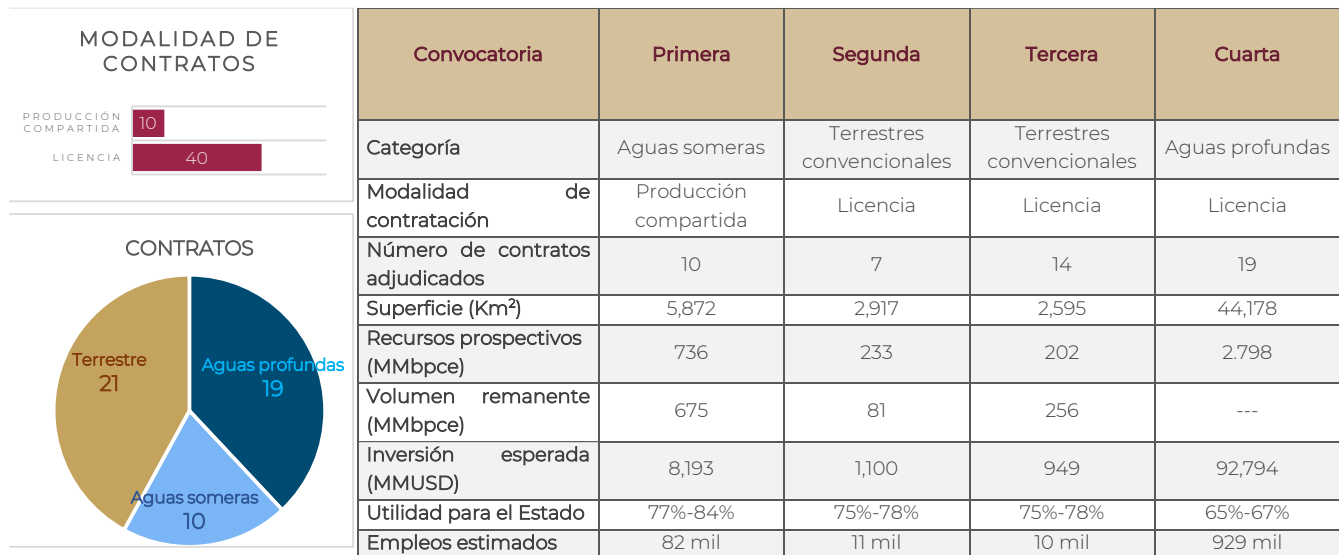 MODALIDAD DE
CONTRATOS
PRODUCCIÓN
COMPARTIDA
10
LICENCIA
40
CONTRATOS
Terrestre
21
Aguas profundas
19
Aguas someras
10
Convocatoria Primera Segunda Tercera Cuarta
Categoría Aguas someras Terrestres convencionales Terrestres convencionales Aguas profundas
Modalidad de contratación Producción compartida Licencia Licencia Licencia
Número de contratos adjudicados 10 7 14 19
Superficie (Km²) 5,872 2,917 2,595 44,178
Recursos prospectivos (MMbpce) 736 233 202 2.798
Volumen remanente (MMbpce) 675 81 256 ---
Inversión esperada (MMUSD) 8,193 1,100 949 92,794
Utilidad para el Estado 77%-84% 75%-78% 75%-78% 65%-67%
Empleos estimados 82 mil 11 mil 10 mil 929 mil